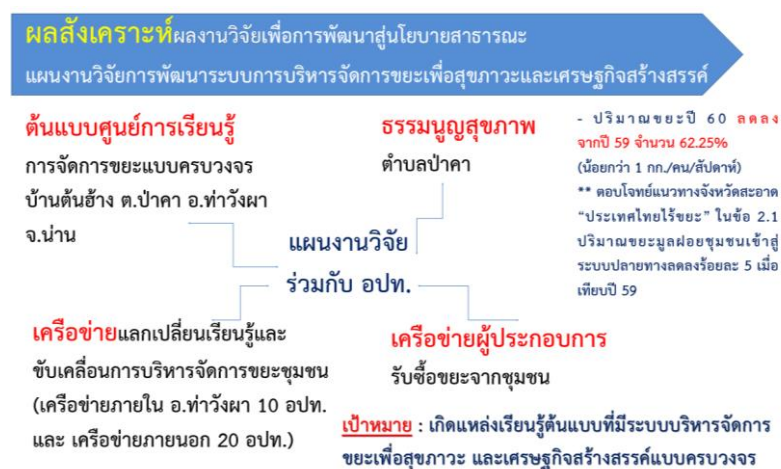 ผลสังเคราะห์ผลงานวิจัยเพื่อการพัฒนาสู่นโยบายสาธารณะ
แผนงานวิจัยการพัฒนาระบบการบริหารจัดการขยะเพื่อสุขภาวะและเศรษฐกิจสร้างสรรค์
ต้นแบบศูนย์การเรียนรู้
การจัดการขยะแบบครบวงจร
บ้านต้นฮ้าง ต.ป่าคา อ.ท่าวังผา
จ.น่าน
ธรรมนูญสุขภาพ
ตำบลป่าคา
- ปริมาณขยะปี 60 ลดลง
จากปี 59 จำนวน 62.25%
(น้อยกว่า 1 กก./คน/สัปดาห์)
** ตอบโจทย์แนวทางจังหวัดสะอาด
"ประเทศไทยไร้ขยะ" ในข้อ 2.1
ปริมาณขยะมูลฝอยชุมชนเข้าสู่
ระบบปลายทางลดลงร้อยละ 5 เมื่อ
เทียบปี 59
แผนงานวิจัย
ร่วมกับ อปท.
เครือข่ายแลกเปลี่ยนเรียนรู้และ
ขับเคลื่อนการบริหารจัดการขยะชุมชน
(เครือข่ายภายใน อ.ท่าวังผา 10 อปท.
และ เครือข่ายภายนอก 20 อปท.)
เครือข่ายผู้ประกอบการ
รับซื้อขยะจากชุมชน
เป้าหมาย : เกิดแหล่งเรียนรู้ต้นแบบที่มีระบบบริหารจัดการ
ขยะเพื่อสุขภาวะ และเศรษฐกิจสร้างสรรค์แบบครบวงจร